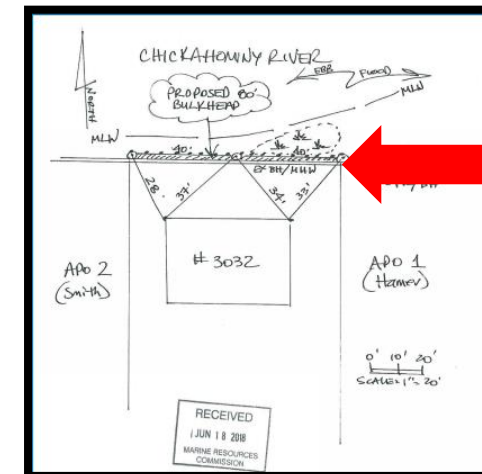 CHICKAHOMINY RIVER
EBB
FLOOD
NORTH
PROPOSED 80'
BULKHEAD
MLW
MLW
40'
40'
BH/MHW
28'
37'
34'
33'
# 3032
APO 2
(Smith)
APO 1
0' 10' 20'
SCALE: 1" = 20'
RECEIVED
JUN 18 2018
MARINE RESOURCES
COMMISSION